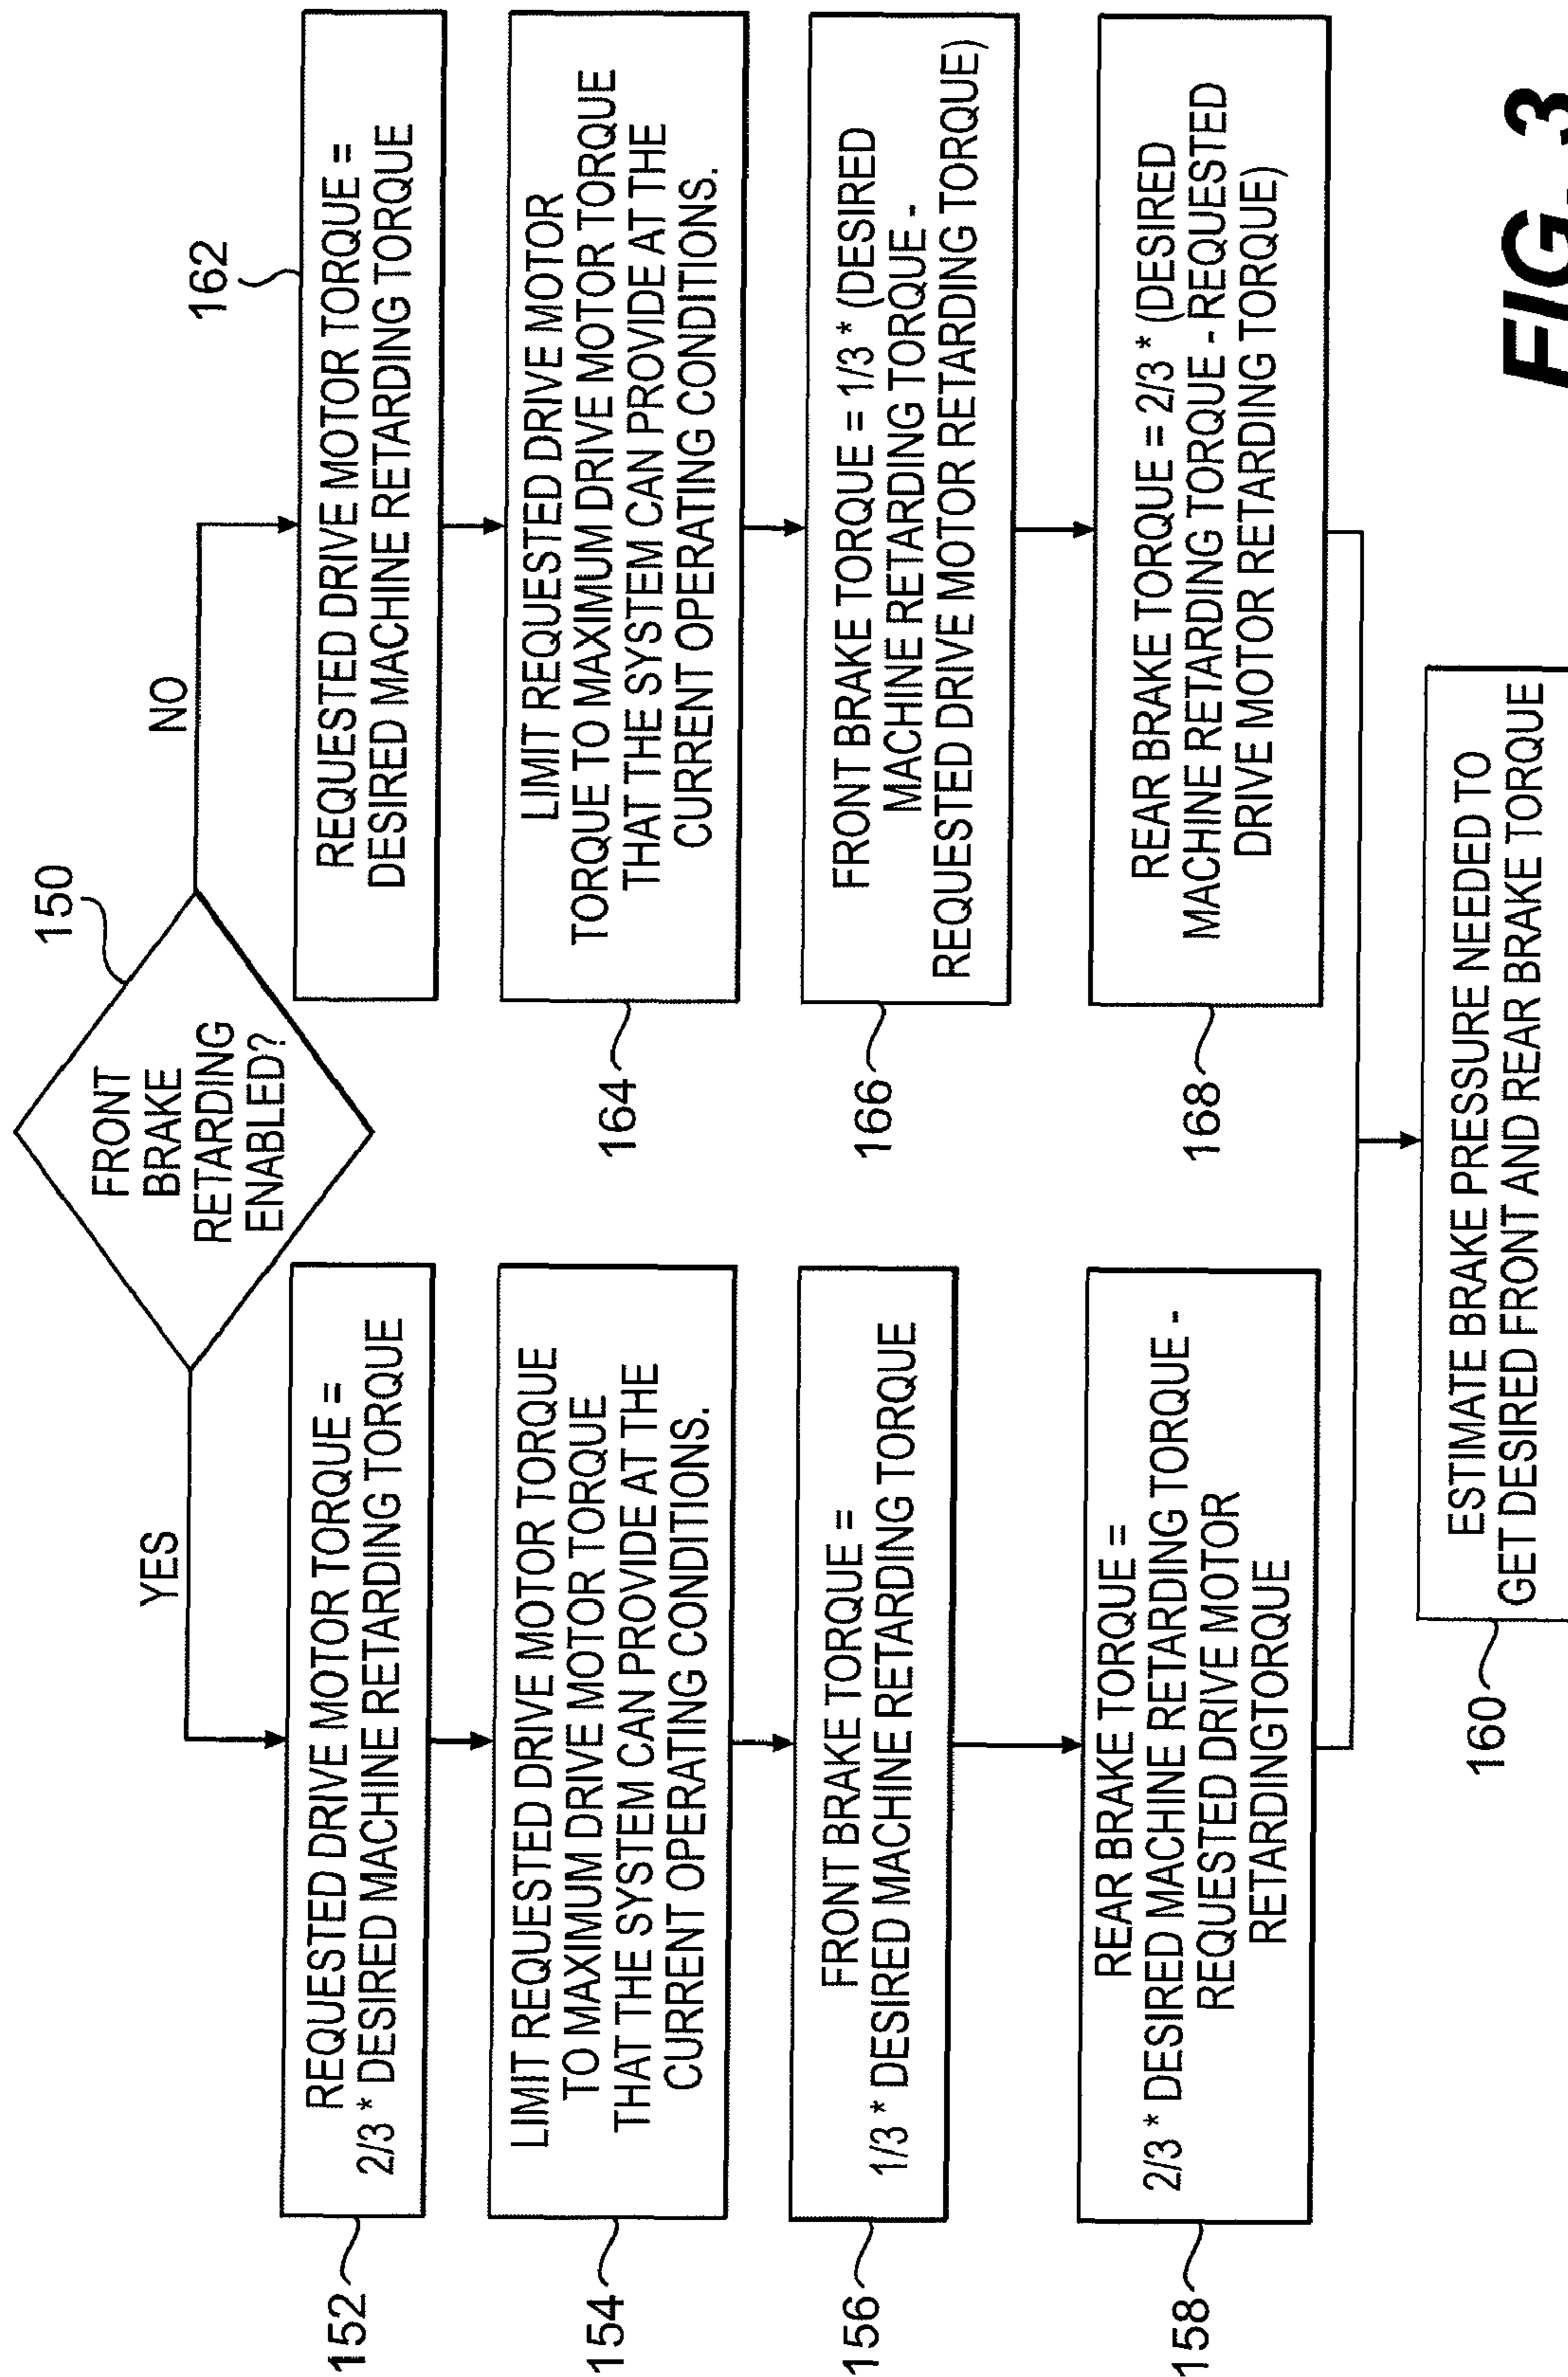 150
FRONT
BRAKE
RETARDING
ENABLED?
YES
NO
152
REQUESTED DRIVE MOTOR TORQUE =
2/3 * DESIRED MACHINE RETARDING TORQUE
154
LIMIT REQUESTED DRIVE MOTOR TORQUE
TO MAXIMUM DRIVE MOTOR TORQUE
THAT THE SYSTEM CAN PROVIDE AT THE
CURRENT OPERATING CONDITIONS.
156
FRONT BRAKE TORQUE =
1/3 * DESIRED MACHINE RETARDING TORQUE
158
REAR BRAKE TORQUE =
2/3 * DESIRED MACHINE RETARDING TORQUE -
REQUESTED DRIVE MOTOR
RETARDINGTORQUE
162
REQUESTED DRIVE MOTOR TORQUE =
DESIRED MACHINE RETARDING TORQUE
164
LIMIT REQUESTED DRIVE MOTOR
TORQUE TO MAXIMUM DRIVE MOTOR TORQUE
THAT THE SYSTEM CAN PROVIDE AT THE
CURRENT OPERATING CONDITIONS.
166
FRONT BRAKE TORQUE = 1/3 * (DESIRED
MACHINE RETARDING TORQUE -
REQUESTED DRIVE MOTOR RETARDING TORQUE)
168
REAR BRAKE TORQUE = 2/3 * (DESIRED
MACHINE RETARDING TORQUE - REQUESTED
DRIVE MOTOR RETARDING TORQUE)
160
ESTIMATE BRAKE PRESSURE NEEDED TO
GET DESIRED FRONT AND REAR BRAKE TORQUE
FIG. 3